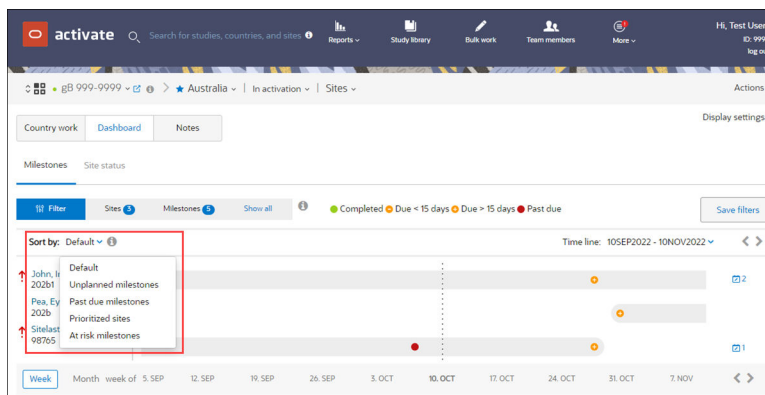 activate
Search for studies, countries, and sites
Reports
Study library
Bulk work
Team members
More
Hi, Test User
ID: 999
log ou
gB 999-9999
Australia
In activation
Sites
Actions
Country work
Dashboard
Notes
Display settings
Milestones
Site status
Filter
Sites 3
Milestones 5
Show all
Completed
Due < 15 days
Due > 15 days
Past due
Save filters
Sort by: Default
Time line: 10SEP2022 - 10NOV2022
Default
Unplanned milestones
Past due milestones
Prioritized sites
At risk milestones
John, Ir
202b1
2
Pea, Ey
202b
Sitelast
98765
1
Week
Month
week of
5. SEP
12. SEP
19. SEP
26. SEP
3. OCT
10. OCT
17. OCT
24. OCT
31. OCT
7. NOV